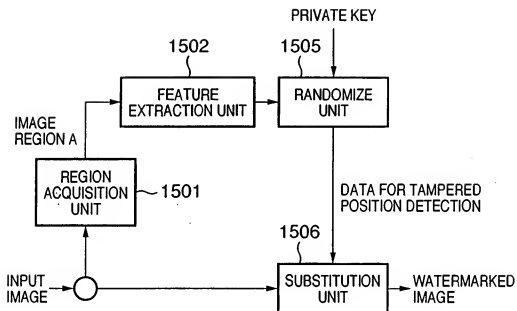 PRIVATE KEY
1502
1505
FEATURE
EXTRACTION UNIT
RANDOMIZE
UNIT
IMAGE
REGION A
REGION
ACQUISITION
UNIT
1501
DATA FOR TAMPERED
POSITION DETECTION
1506
INPUT
IMAGE
SUBSTITUTION
UNIT
WATERMARKED
IMAGE